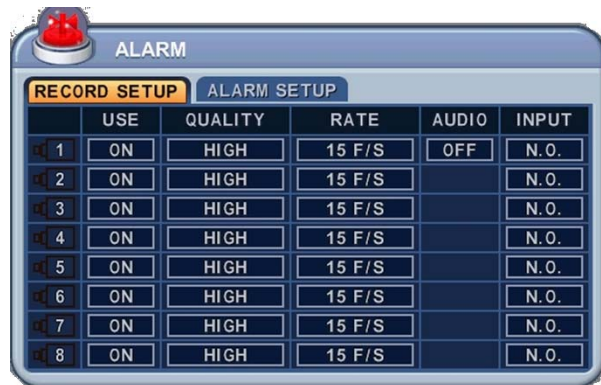 ALARM
RECORD SETUP ALARM SETUP
USE QUALITY RATE AUDIO INPUT
1 ON HIGH 15 F/S OFF N.O.
2 ON HIGH 15 F/S N.O.
3 ON HIGH 15 F/S N.O.
4 ON HIGH 15 F/S N.O.
5 ON HIGH 15 F/S N.O.
6 ON HIGH 15 F/S N.O.
7 ON HIGH 15 F/S N.O.
8 ON HIGH 15 F/S N.O.